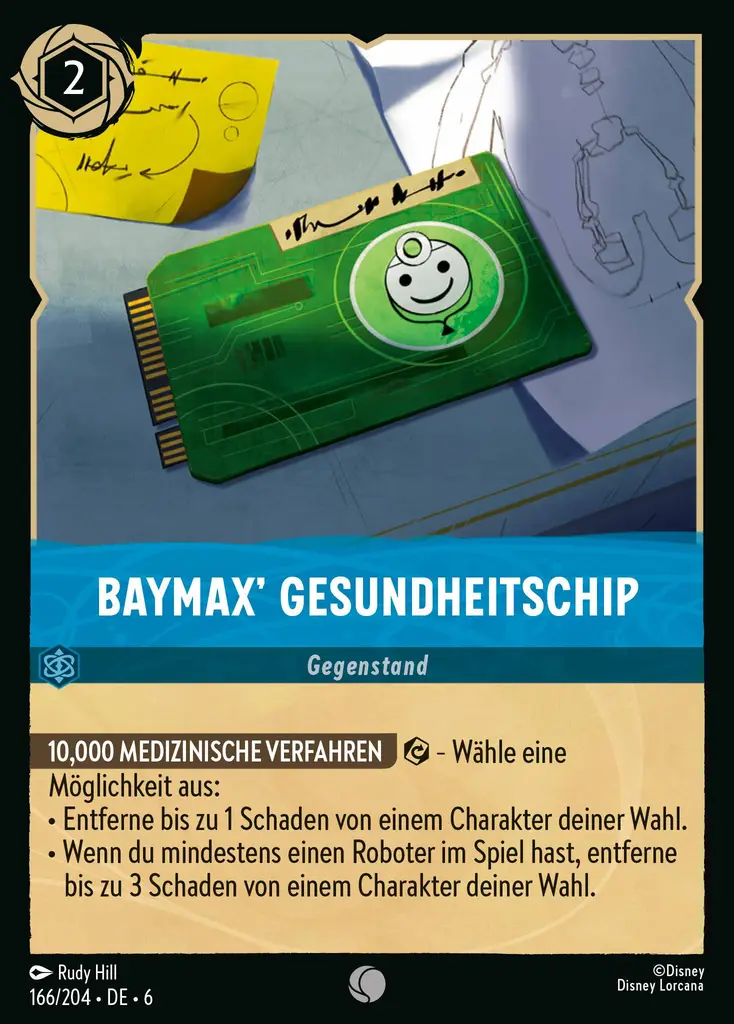 2
BAYMAX’ GESUNDHEITSCHIP
Gegenstand
10,000 MEDIZINISCHE VERFAHREN - Wähle eine
Möglichkeit aus:
• Entferne bis zu 1 Schaden von einem Charakter deiner Wahl.
• Wenn du mindestens einen Roboter im Spiel hast, entferne
bis zu 3 Schaden von einem Charakter deiner Wahl.
Rudy Hill
166/204 • DE • 6
©Disney
Disney Lorcana